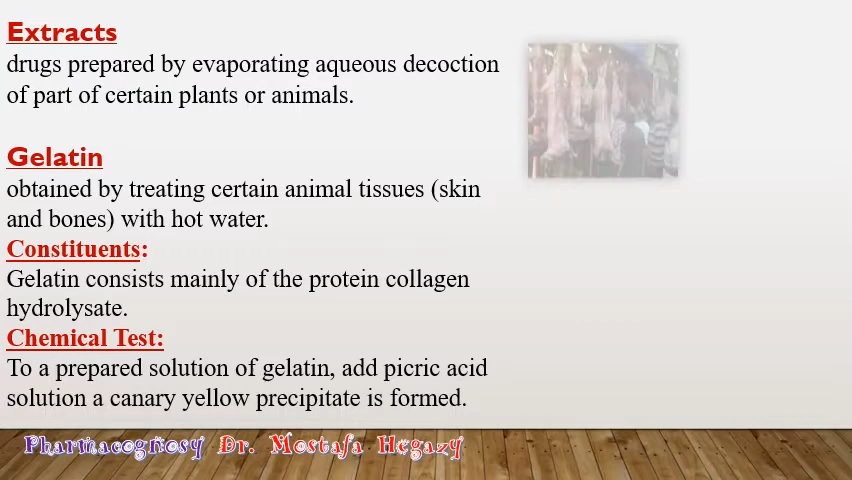 Extracts
drugs prepared by evaporating aqueous decoction
of part of certain plants or animals.
Gelatin
obtained by treating certain animal tissues (skin
and bones) with hot water.
Constituents:
Gelatin consists mainly of the protein collagen
hydrolysate.
Chemical Test:
To a prepared solution of gelatin, add picric acid
solution a canary yellow precipitate is formed.
Pharmacognosy Dr. Mostafa Hegazy